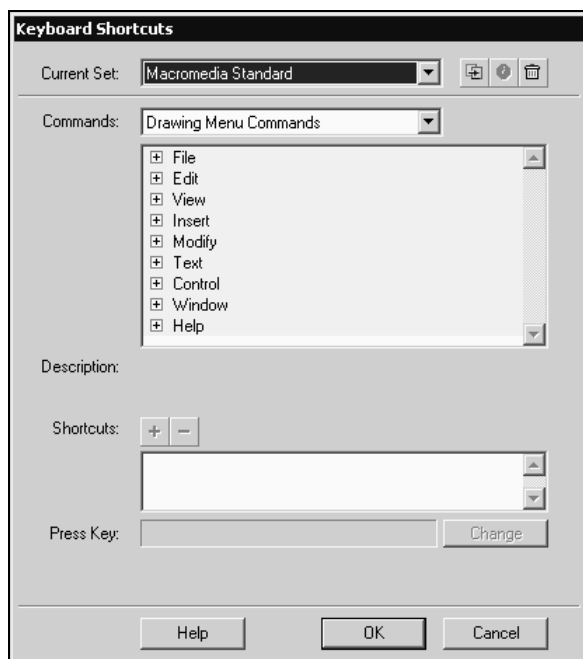 Keyboard Shortcuts
Current Set: Macromedia Standard
Commands: Drawing Menu Commands
File
Edit
View
Insert
Modify
Text
Control
Window
Help
Description:
Shortcuts:
Press Key: Change
Help OK Cancel